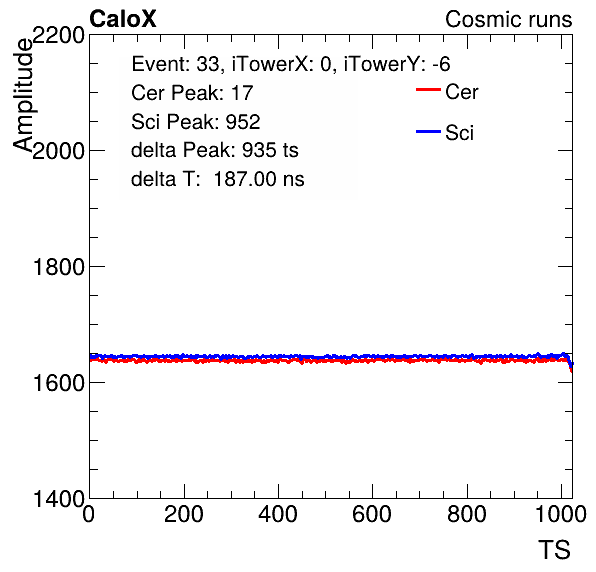 CaloX Cosmic runs
Amplitude
2200
2000
1800
1600
1400
Event: 33, iTowerX: 0, iTowerY: -6
Cer Peak: 17
Sci Peak: 952
delta Peak: 935 ts
delta T:  187.00 ns
Cer
Sci
0 200 400 600 800 1000
TS